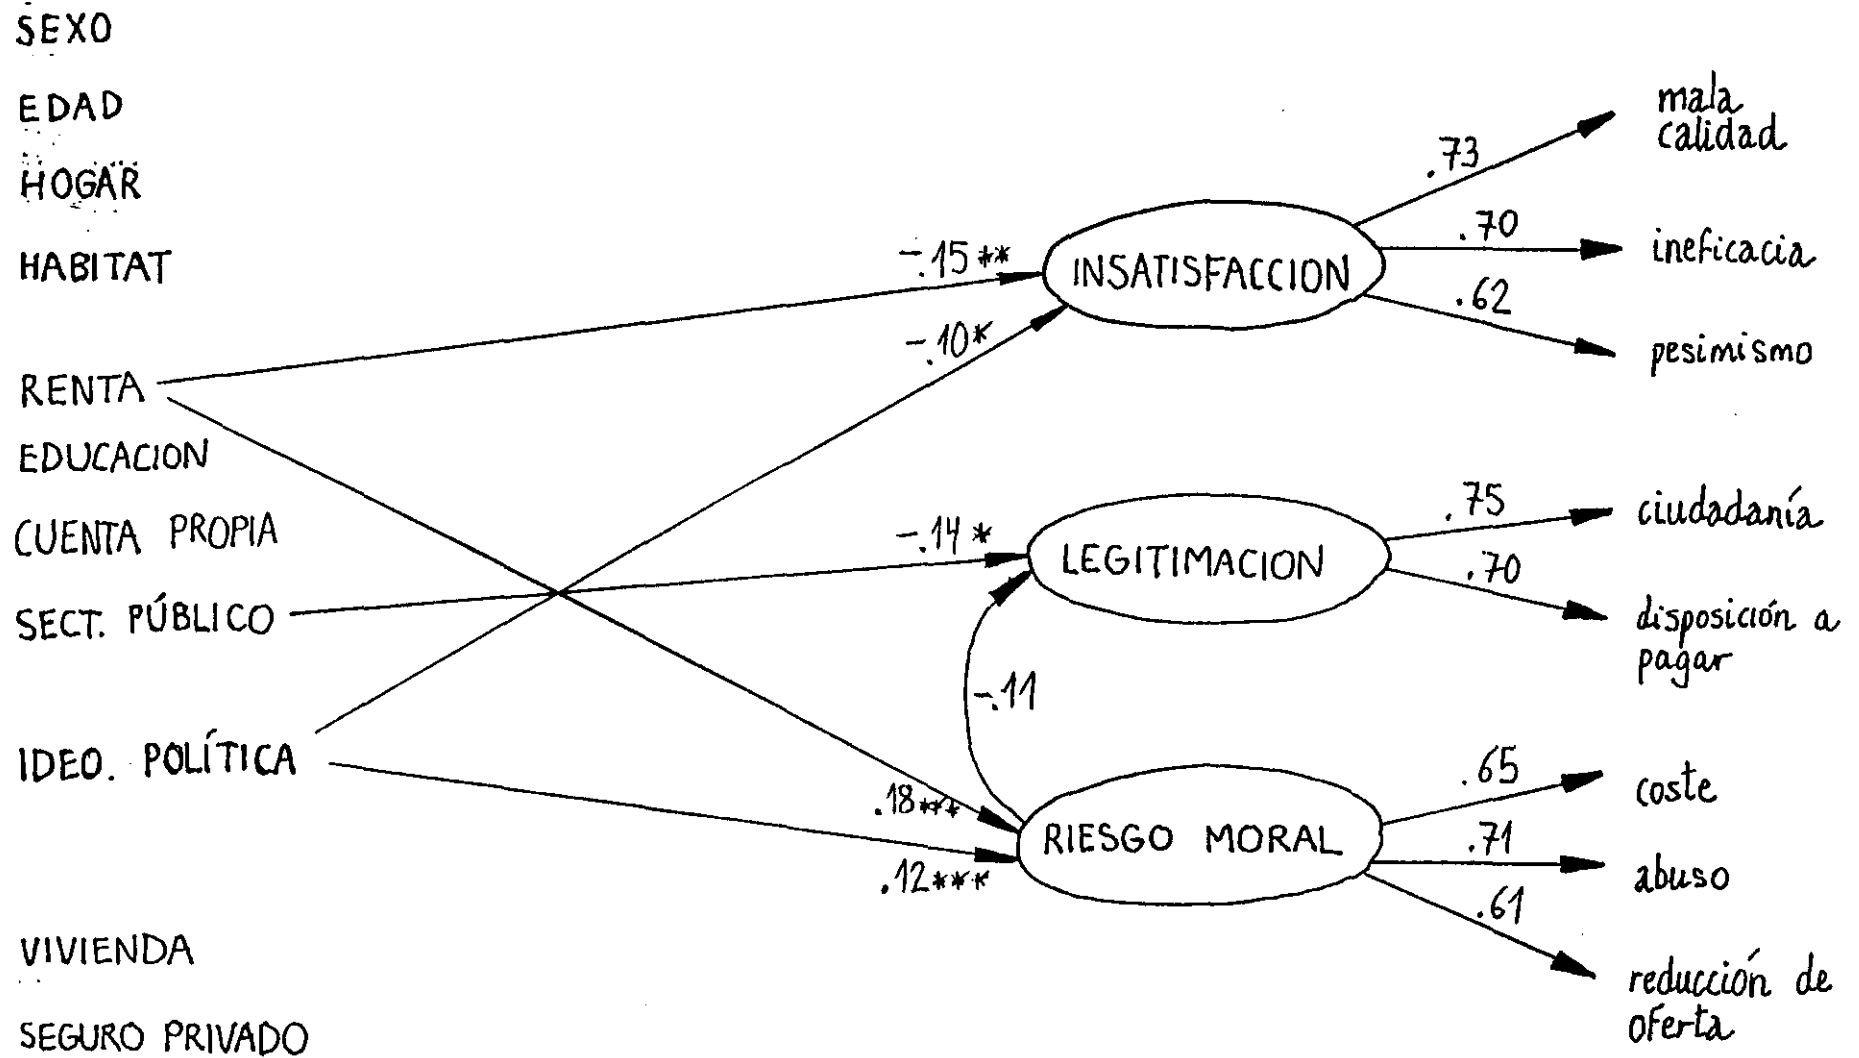 SEXO
EDAD
HOGAR
HABITAT
RENTA
EDUCACION
CUENTA PROPIA
SECT. PÚBLICO
IDEO. POLÍTICA
VIVIENDA
SEGURO PRIVADO
-.15**
-.10*
-.14*
-.11
.18***
.12***
INSATISFACCION
LEGITIMACION
RIESGO MORAL
.73
mala
calidad
.70
ineficacia
.62
pesimismo
.75
ciudadanía
.70
disposición a
pagar
.65
coste
.71
abuso
.61
reducción de
oferta